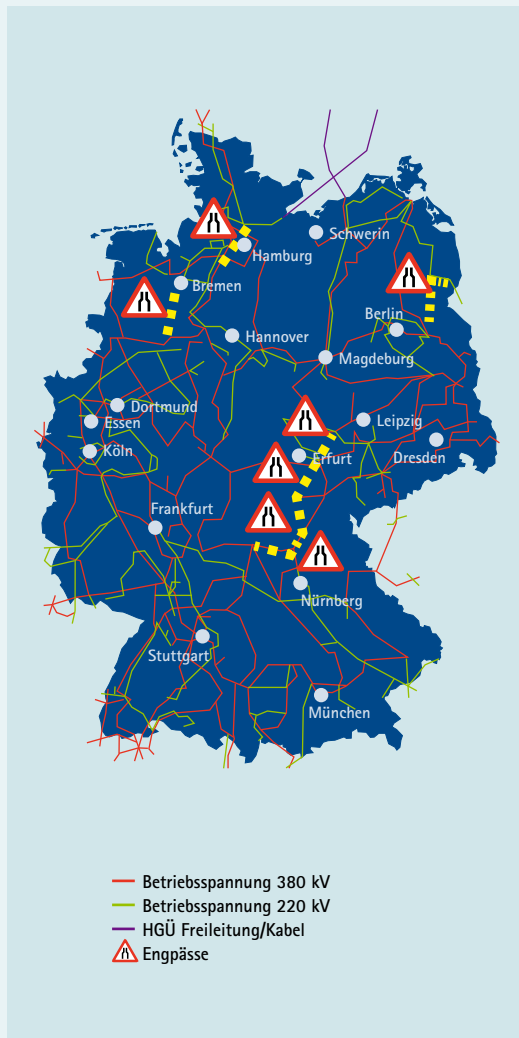 Schwerin
Hamburg
Bremen
Berlin
Hannover
Magdeburg
Dortmund
Essen
Leipzig
Köln
Erfurt
Dresden
Frankfurt
Nürnberg
Stuttgart
München
Betriebsspannung 380 kV
Betriebsspannung 220 kV
HGÜ Freileitung/Kabel
Engpässe